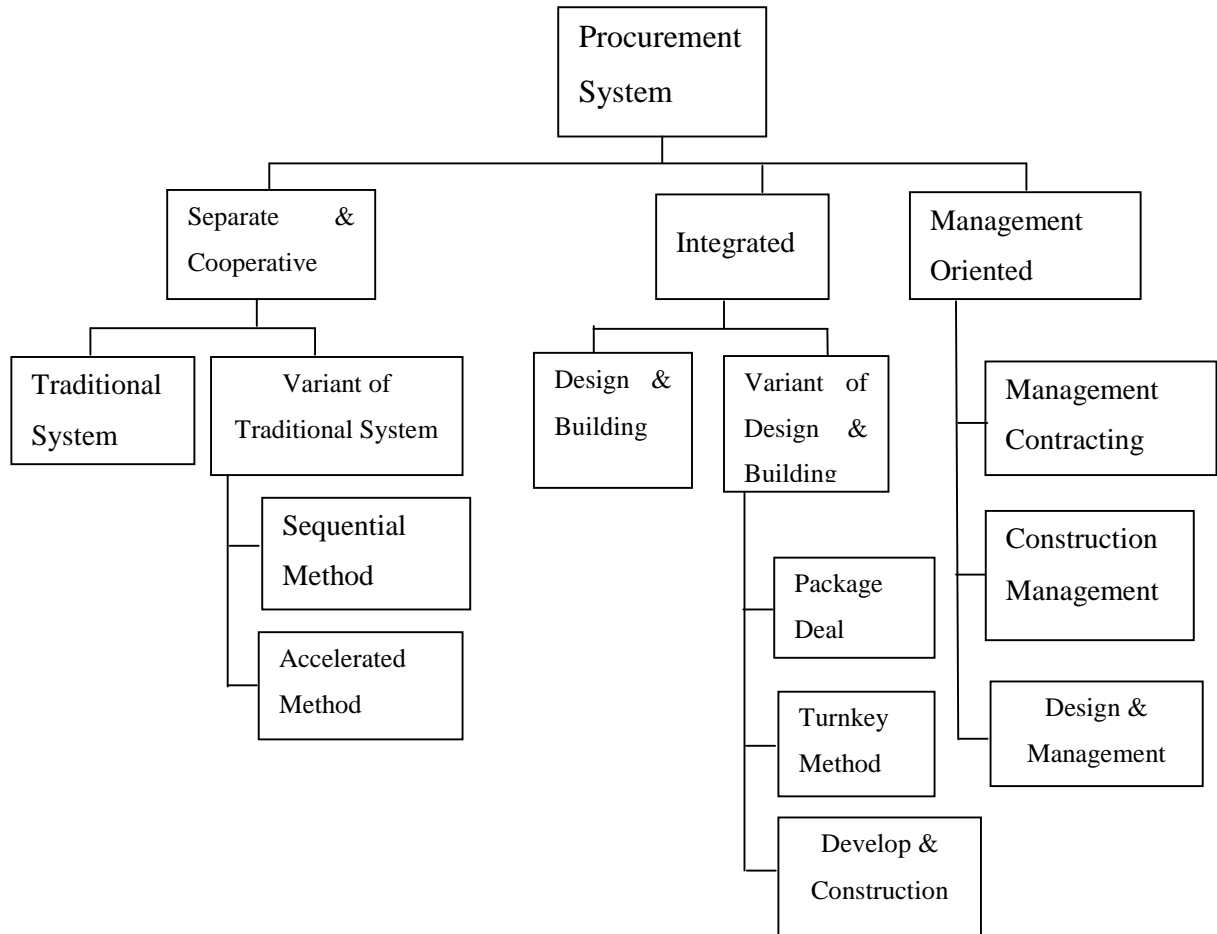 Procurement
System
Separate &
Cooperative
Integrated
Management
Oriented
Traditional
System
Variant of
Traditional System
Design &
Building
Variant of
Design &
Building
Management
Contracting
Sequential
Method
Construction
Management
Package
Deal
Accelerated
Method
Turnkey
Method
Design &
Management
Develop &
Construction